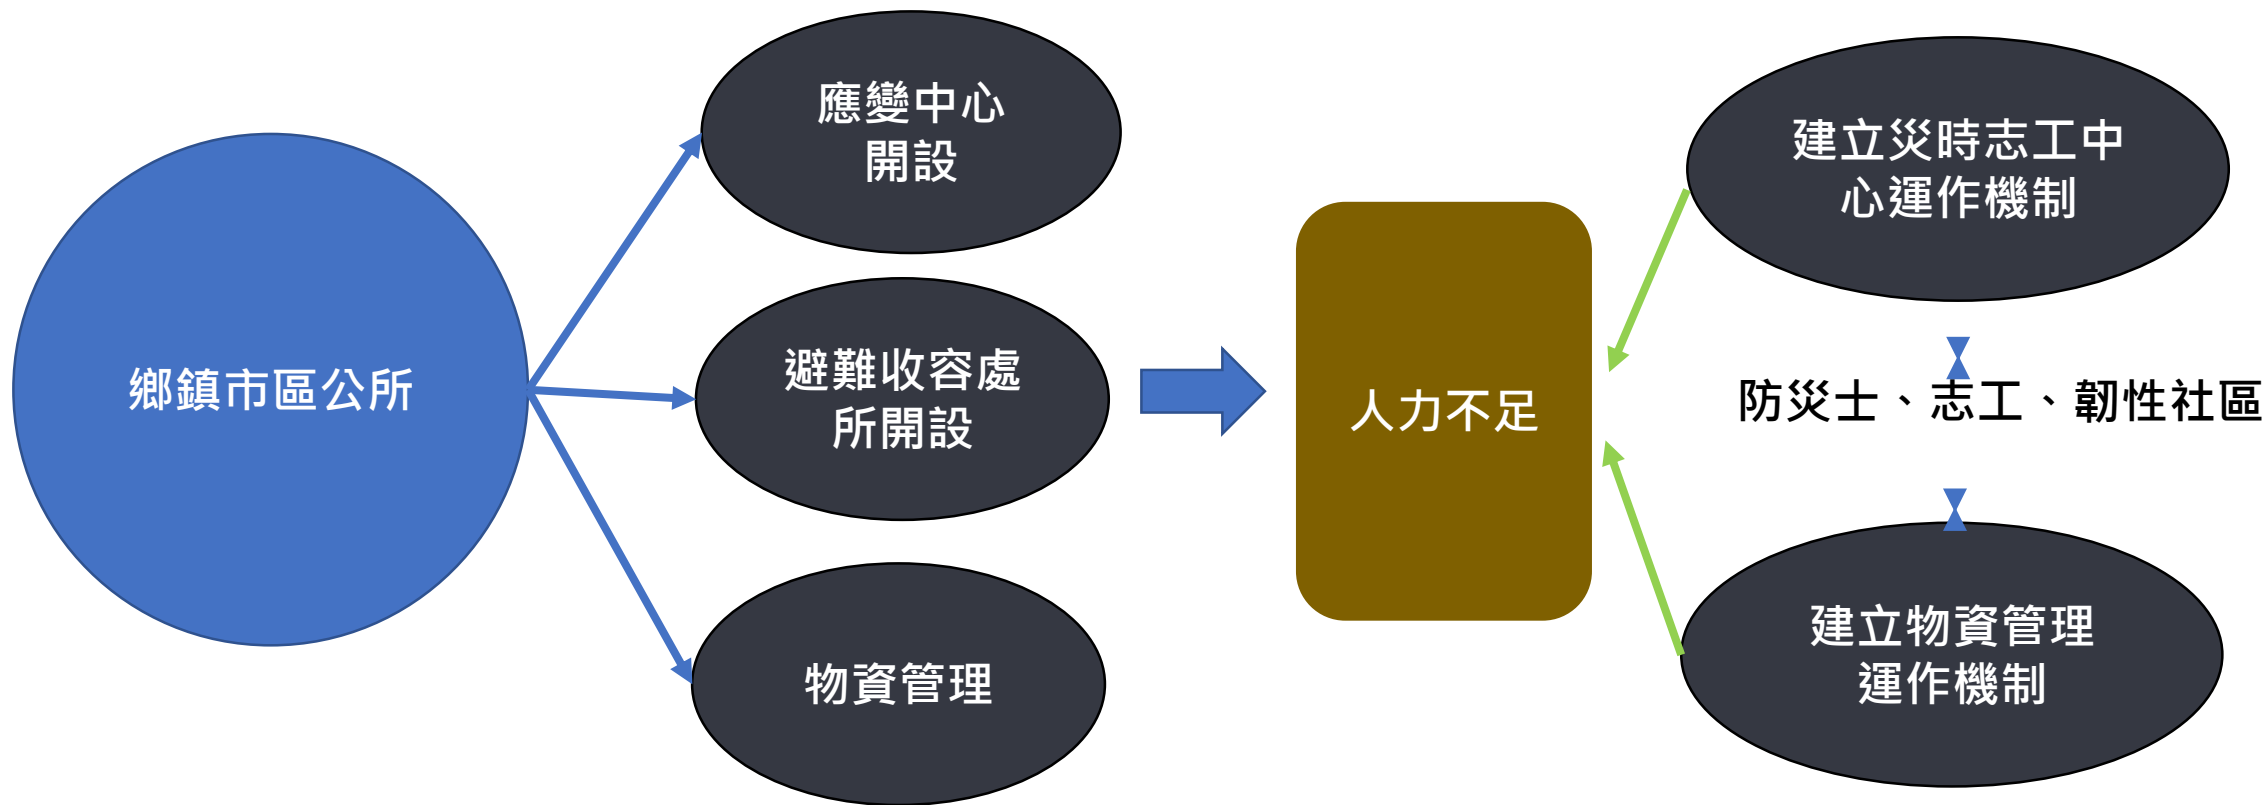 鄉鎮市區公所
應變中心
開設
避難收容處
所開設
物資管理
人力不足
建立災時志工中
心運作機制
防災士、志工、韌性社區
建立物資管理
運作機制